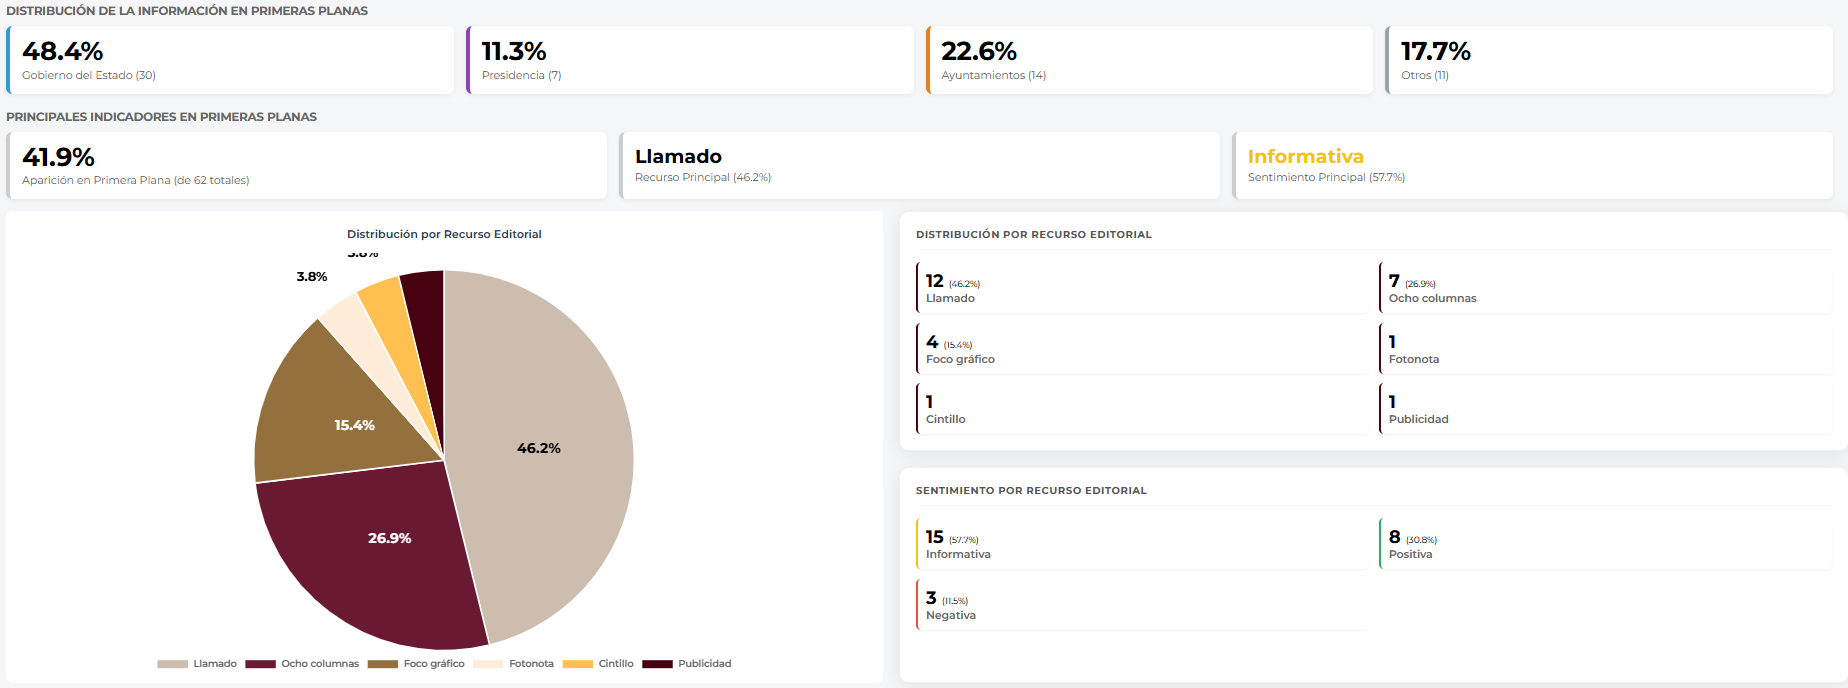 DISTRIBUCIÓN DE LA INFORMACIÓN EN PRIMERAS PLANAS
48.4%
Gobierno del Estado (30)
11.3%
Presidencia (7)
22.6%
Ayuntamientos (14)
17.7%
Otros (11)
PRINCIPALES INDICADORES EN PRIMERAS PLANAS
41.9%
Aparición en Primera Plana (de 62 totales)
Llamado
Recurso Principal (46.2%)
Informativa
Sentimiento Principal (57.7%)
Distribución por Recurso Editorial
3.8%
3.8%
15.4%
46.2%
26.9%
Llamado
Ocho columnas
Foco gráfico
Fotonota
Cintillo
Publicidad
DISTRIBUCIÓN POR RECURSO EDITORIAL
12 (46.2%)
Llamado
7 (26.9%)
Ocho columnas
4 (15.4%)
Foco gráfico
1
Fotonota
1
Cintillo
1
Publicidad
SENTIMIENTO POR RECURSO EDITORIAL
15 (57.7%)
Informativa
8 (30.8%)
Positiva
3 (11.5%)
Negativa